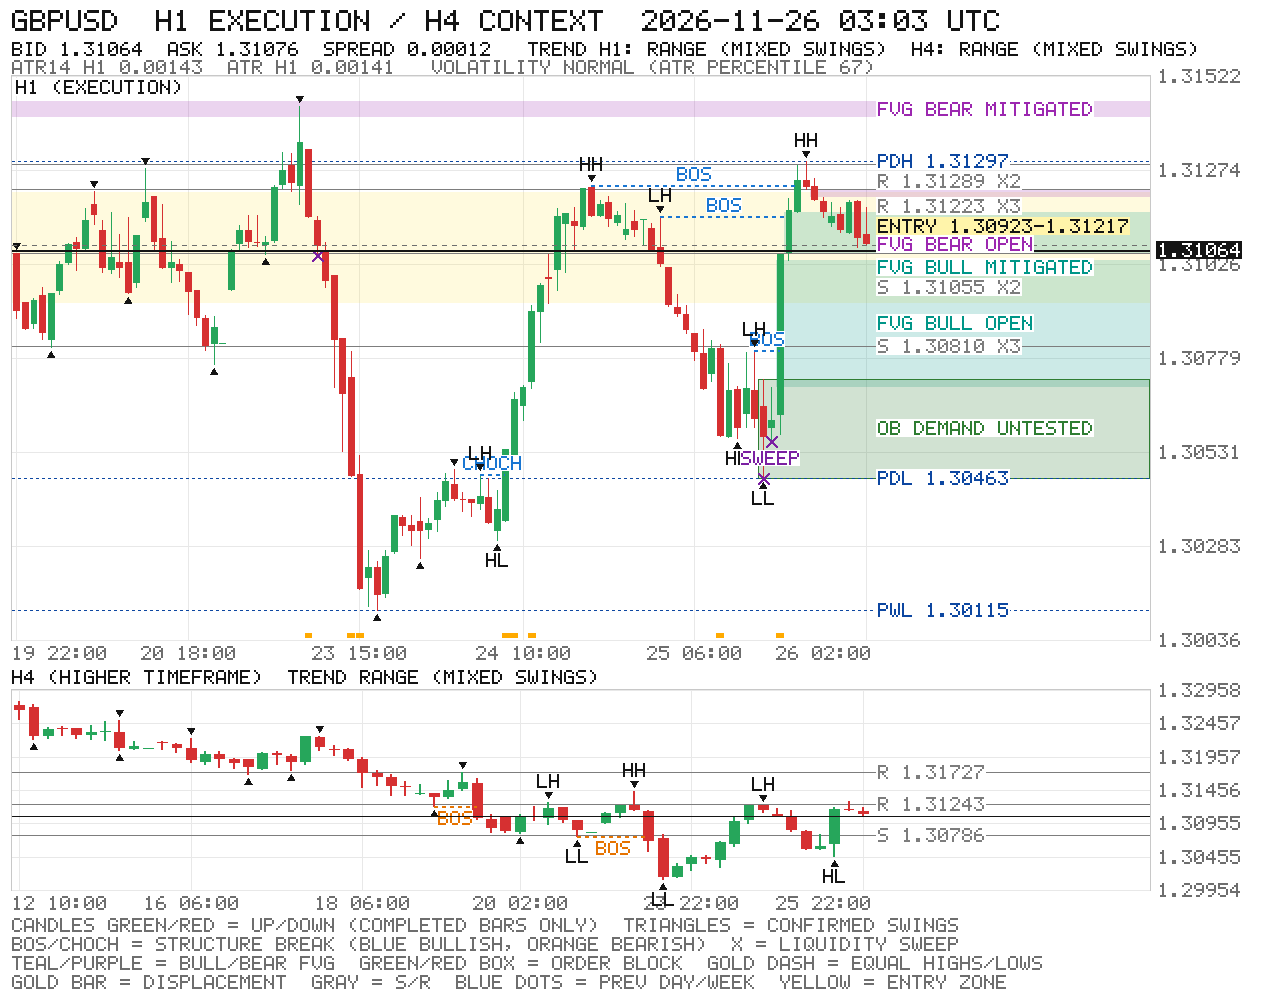 GBPUSD  H1 EXECUTION / H4 CONTEXT  2026-11-26 03:03 UTC
BID 1.31064  ASK 1.31076  SPREAD 0.00012   TREND H1: RANGE (MIXED SWINGS)  H4: RANGE (MIXED SWINGS)
ATR14 H1 0.00143  ATR H1 0.00141   VOLATILITY NORMAL (ATR PERCENTILE 67)
H1 (EXECUTION)
1.31522
FVG BEAR MITIGATED
HH
PDH 1.31297
HH
BOS
1.31274
R 1.31289 X2
LH
BOS
R 1.31223 X3
ENTRY 1.30923-1.31217
FVG BEAR OPEN
1.31064
1.31026
FVG BULL MITIGATED
S 1.31055 X2
FVG BULL OPEN
LH
BOS
S 1.30810 X3
1.30779
OB DEMAND UNTESTED
LH
CHOCH
SWEEP
1.30531
PDL 1.30463
LL
HL
1.30283
PWL 1.30115
1.30036
19 22:00  20 18:00  23 15:00  24 10:00  25 06:00  26 02:00
H4 (HIGHER TIMEFRAME)  TREND RANGE (MIXED SWINGS)
1.32958
1.32457
1.31957
R 1.31727
HH
LH
LH
1.31456
R 1.31243
BOS
1.30955
S 1.30786
BOS
LL
1.30455
HL
LL
1.29954
12 10:00  16 06:00  18 06:00  20 02:00  22:00  25 22:00
CANDLES GREEN/RED = UP/DOWN (COMPLETED BARS ONLY)  TRIANGLES = CONFIRMED SWINGS
BOS/CHOCH = STRUCTURE BREAK (BLUE BULLISH, ORANGE BEARISH)  X = LIQUIDITY SWEEP
TEAL/PURPLE = BULL/BEAR FVG  GREEN/RED BOX = ORDER BLOCK  GOLD DASH = EQUAL HIGHS/LOWS
GOLD BAR = DISPLACEMENT  GRAY = S/R  BLUE DOTS = PREV DAY/WEEK  YELLOW = ENTRY ZONE